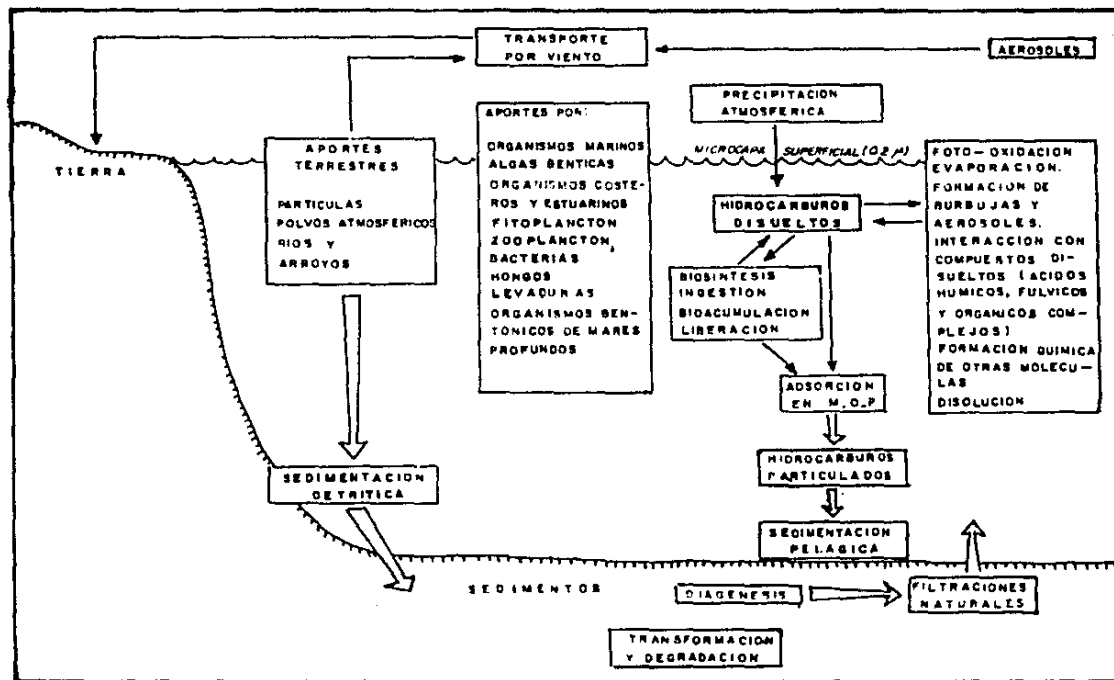 TRANSPORTE
POR VIENTO
AEROSOLES
PRECIPITACION
ATMOSFERICA
APORTES POR:
ORGANISMOS MARINOS
ALGAS BENTICAS
ORGANISMOS COSTE-
ROS Y ESTUARINOS
FITOPLANCTON
ZOOPLANCTON,
BACTERIAS
HONGOS
LEVADURAS
ORGANISMOS BEN-
TONICOS DE MARES
PROFUNDOS
TIERRA
APORTES
TERRESTRES
PARTICULAS
POLVOS ATMOSFERICOS
RIOS Y
ARROYOS
MICROCAPA SUPERFICIAL (0.2 µ)
HIDROCARBUROS
DISUELTOS
FOTO-OXIDACION
EVAPORACION.
FORMACION DE
BURBUJAS Y
AEROSOLES.
INTERACCION CON
COMPUESTOS DI-
SUELTOS (ACIDOS
HUMICOS, FULVICOS
Y ORGANICOS COM-
PLEJOS)
FORMACION QUIMICA
DE OTRAS MOLECU-
LAS
DISOLUCION
BIOSINTESIS
INGESTION
BIOACUMULACION
LIBERACION
ADSORCION
EN M.O.P
HIDROCARBUROS
PARTICULADOS
SEDIMENTACION
DETRITICA
SEDIMENTACION
PELAGICA
SEDIMENTOS
DIAGENESIS
FILTRACIONES
NATURALES
TRANSFORMACION
Y DEGRADACION